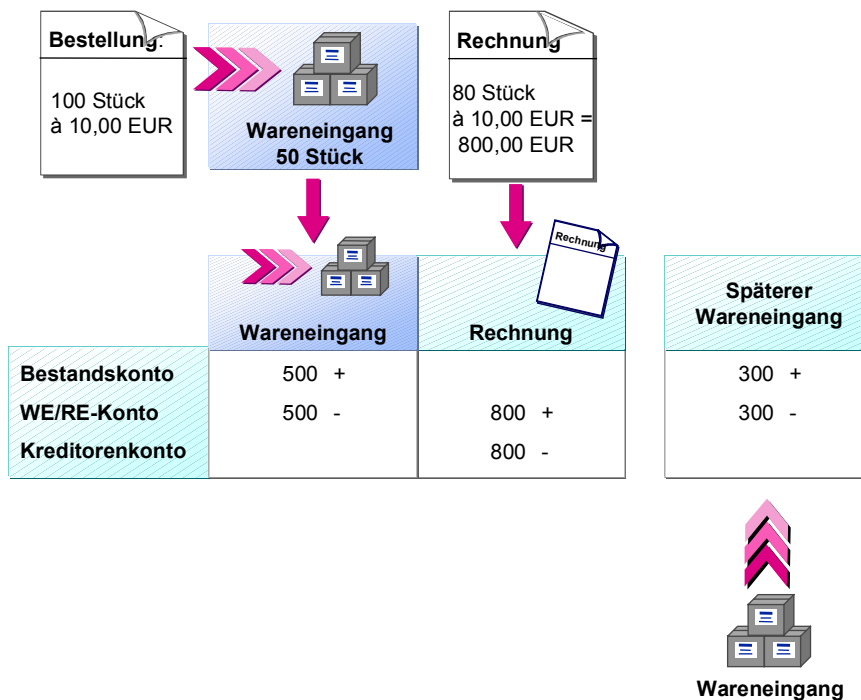 Bestellung:
100 Stück
à 10,00 EUR
Wareneingang
50 Stück
Rechnung
80 Stück
à 10,00 EUR =
800,00 EUR
Rechnung
Wareneingang
Rechnung
Späterer
Wareneingang
Bestandskonto 500 + 300 +
WE/RE-Konto 500 - 800 + 300 -
Kreditorenkonto 800 -
Wareneingang